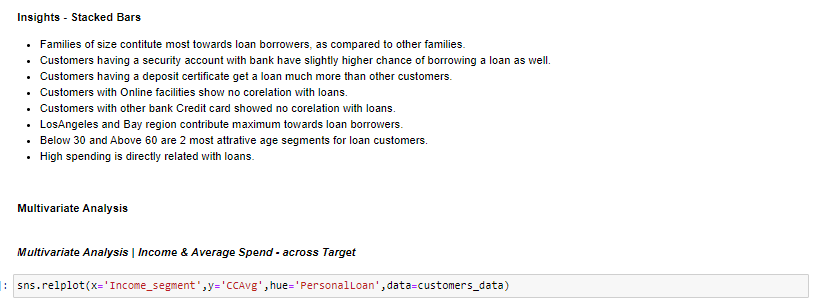 Insights - Stacked Bars
Families of size contitute most towards loan borrowers, as compared to other families.
Customers having a security account with bank have slightly higher chance of borrowing a loan as well.
Customers having a deposit certificate get a loan much more than other customers.
Customers with Online facilities show no corelation with loans.
Customers with other bank Credit card showed no corelation with loans.
LosAngeles and Bay region contribute maximum towards loan borrowers.
Below 30 and Above 60 are 2 most attrative age segments for loan customers.
High spending is directly related with loans.
Multivariate Analysis
Multivariate Analysis | Income & Average Spend - across Target
]: sns.relplot(x='Income_segment',y='CCAvg',hue='PersonalLoan',data=customers_data)